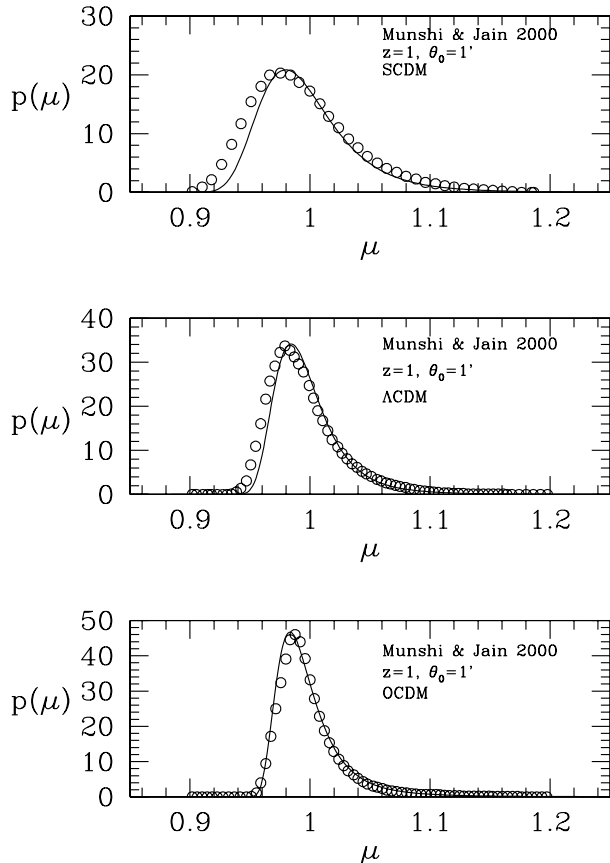 30
Munshi & Jain 2000
z=1, θ₀=1'
SCDM
20
p(μ)
10
0
0.9 1 1.1 1.2
μ
40
Munshi & Jain 2000
30
z=1, θ₀=1'
ΛCDM
p(μ)
20
10
0
0.9 1 1.1 1.2
μ
50
Munshi & Jain 2000
40
z=1, θ₀=1'
OCDM
p(μ)
30
20
10
0
0.9 1 1.1 1.2
μ